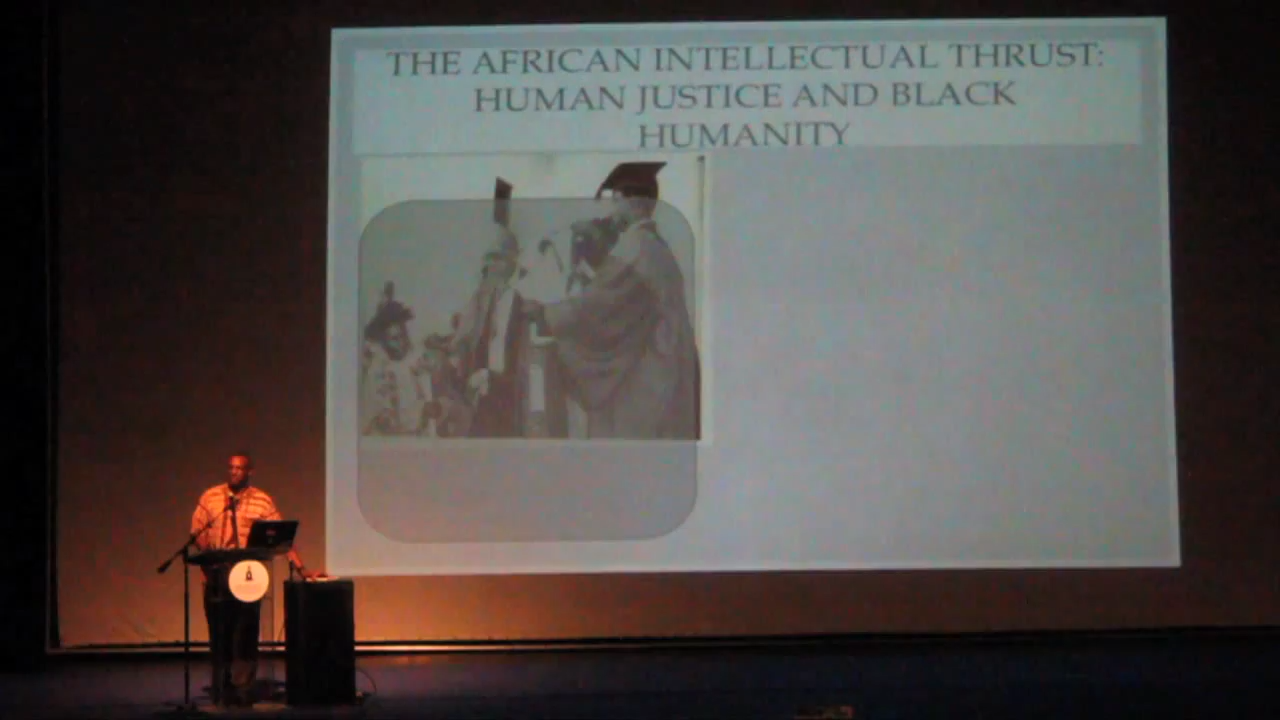 THE AFRICAN INTELLECTUAL THRUST:
HUMAN JUSTICE AND BLACK
HUMANITY